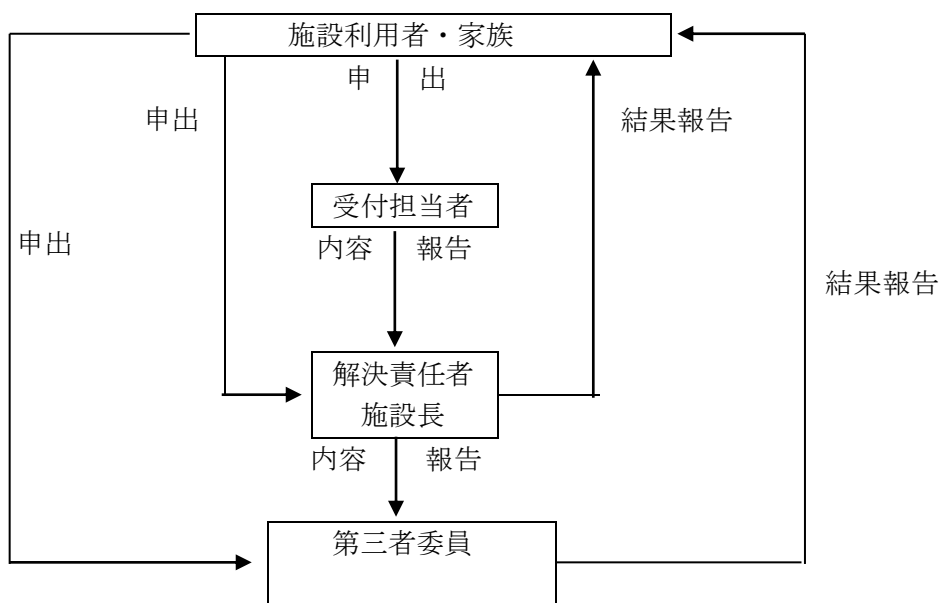 施設利用者・家族
申 出
申出
結果報告
受付担当者
申出
内容 報告
結果報告
解決責任者
施設長
内容 報告
第三者委員